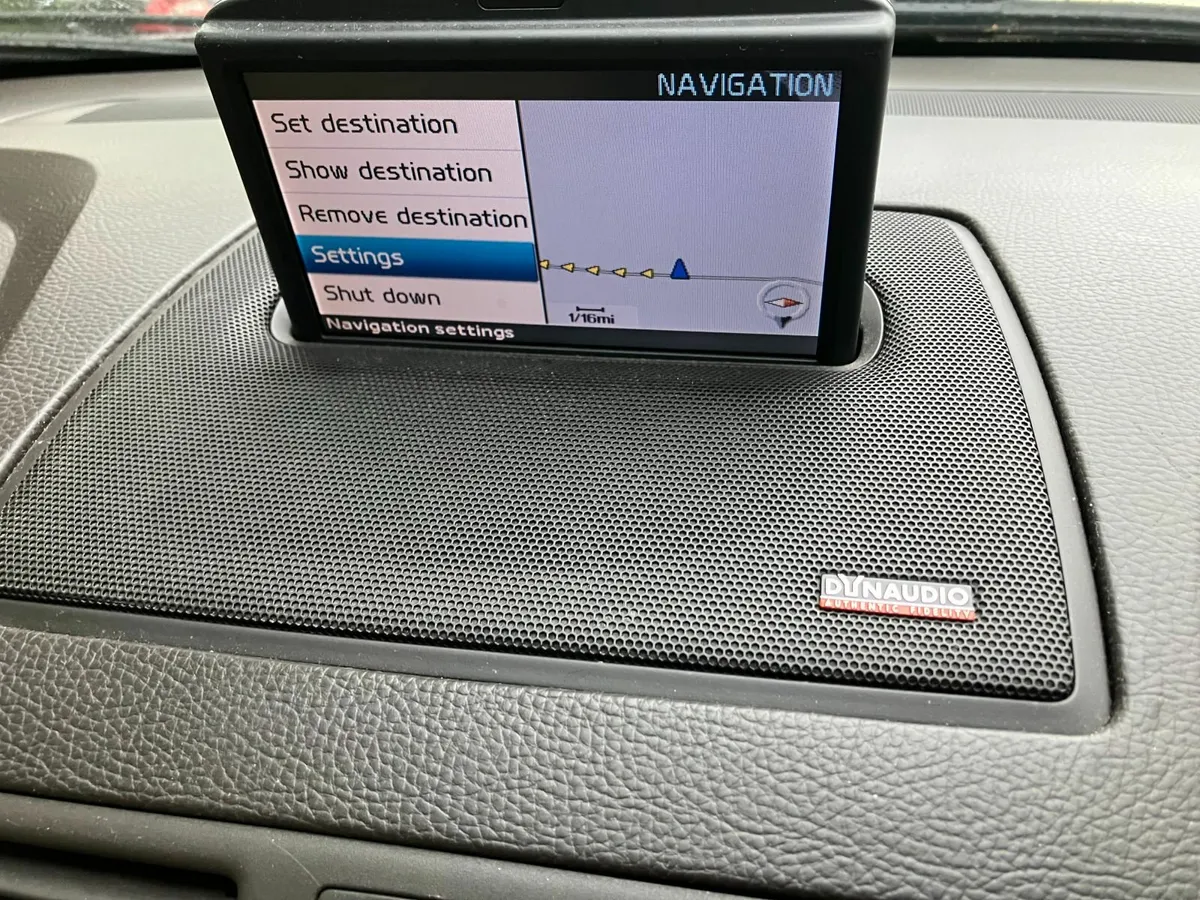 NAVIGATION
Set destination
Show destination
Remove destination
Settings
Shut down
1/16mi
Navigation settings
DYNAUDIO
AUTHENTIC FIDELITY